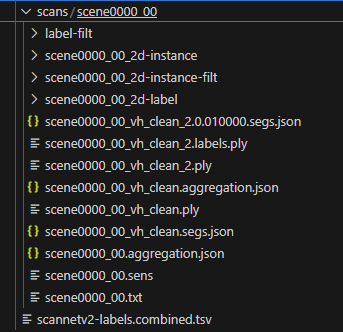 scans/scene0000_00
label-filt
scene0000_00_2d-instance
scene0000_00_2d-instance-filt
scene0000_00_2d-label
{} scene0000_00_vh_clean_2.0.010000.segs.json
scene0000_00_vh_clean_2.labels.ply
scene0000_00_vh_clean_2.ply
{} scene0000_00_vh_clean.aggregation.json
scene0000_00_vh_clean.ply
{} scene0000_00_vh_clean.segs.json
{} scene0000_00.aggregation.json
scene0000_00.sens
scene0000_00.txt
scannetv2-labels.combined.tsv